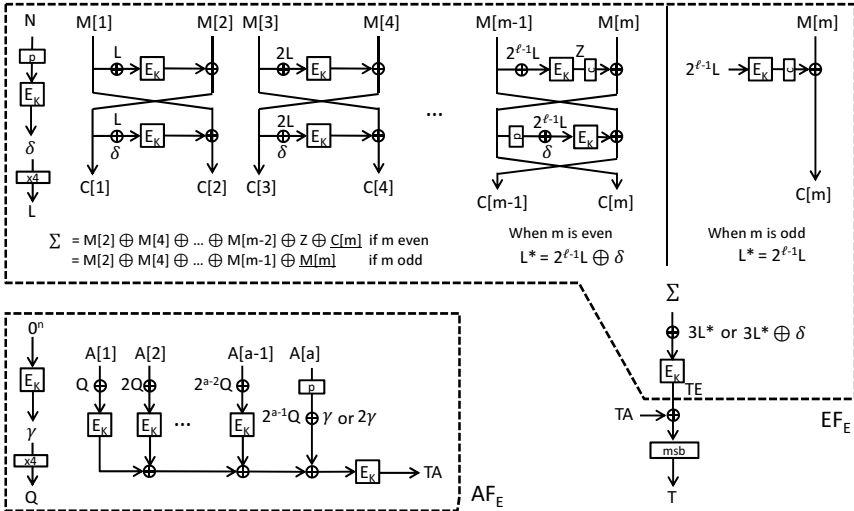 N M[1] M[2] M[3] M[4] M[m-1] M[m] M[m]
p L E_K 2L E_K 2^{ℓ-1}L E_K Z c 2^{ℓ-1}L E_K c
E_K
L E_K 2L E_K ... p 2^{ℓ-1}L E_K
δ δ δ δ
x4
L C[1] C[2] C[3] C[4] C[m-1] C[m] C[m]
Σ = M[2] ⊕ M[4] ⊕ ... ⊕ M[m-2] ⊕ Z ⊕ C[m] if m even
= M[2] ⊕ M[4] ⊕ ... ⊕ M[m-1] ⊕ M[m] if m odd
When m is even
L* = 2^{ℓ-1}L ⊕ δ
When m is odd
L* = 2^{ℓ-1}L
Σ
3L* or 3L* ⊕ δ
E_K
TE
TA
EF_E
msb
T
0ⁿ A[1] A[2] A[a-1] A[a]
E_K Q 2Q 2^{a-2}Q p
γ E_K E_K ... E_K 2^{a-1}Q γ or 2γ
x4
Q E_K TA
AF_E